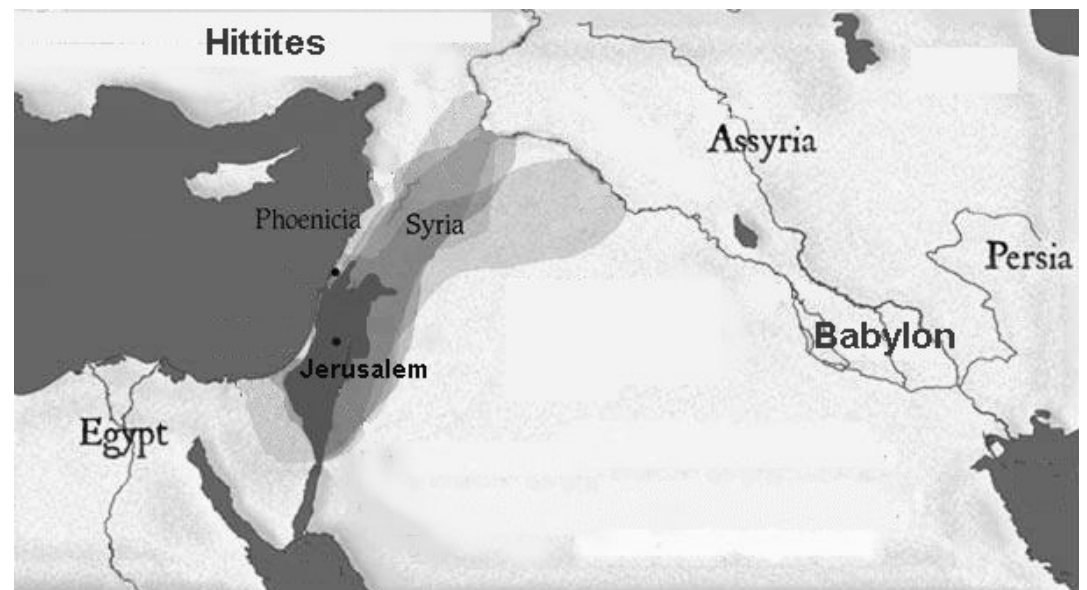 Hittites
Assyria
Phoenicia
Syria
Persia
Babylon
Jerusalem
Egypt